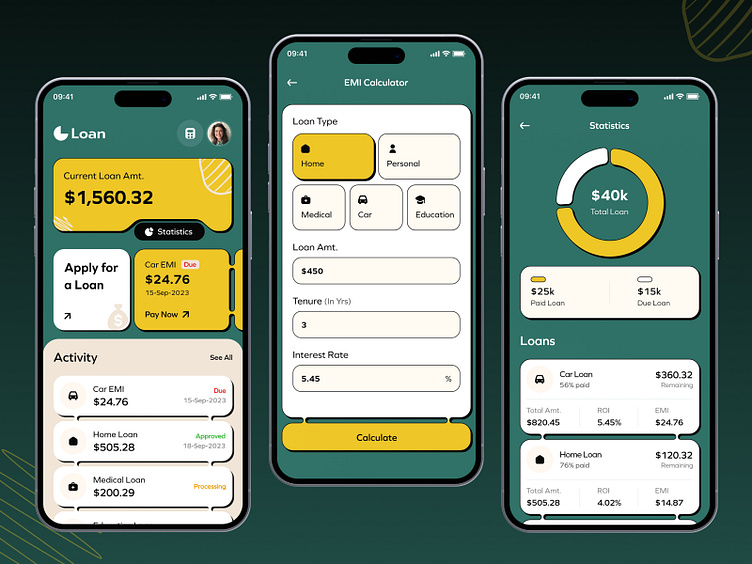 09:41
Loan
Current Loan Amt.
$1,560.32
Statistics
Apply for
a Loan
Car EMI Due
$24.76
15-Sep-2023
Pay Now
Activity
See All
Car EMI
Due
$24.76
15-Sep-2023
Home Loan
Approved
$505.28
18-Sep-2023
Medical Loan
$200.29
Processing
09:41
EMI Calculator
Loan Type
Home
Personal
Medical
Car
Education
Loan Amt.
$450
Tenure (In Yrs)
3
Interest Rate
5.45 %
Calculate
09:41
Statistics
$40k
Total Loan
$25k
Paid Loan
$15k
Due Loan
Loans
Car Loan
$360.32
56% paid
Remaining
Total Amt. ROI EMI
$820.45 5.45% $24.76
Home Loan
$120.32
76% paid
Remaining
Total Amt. ROI EMI
$505.28 4.02% $14.87